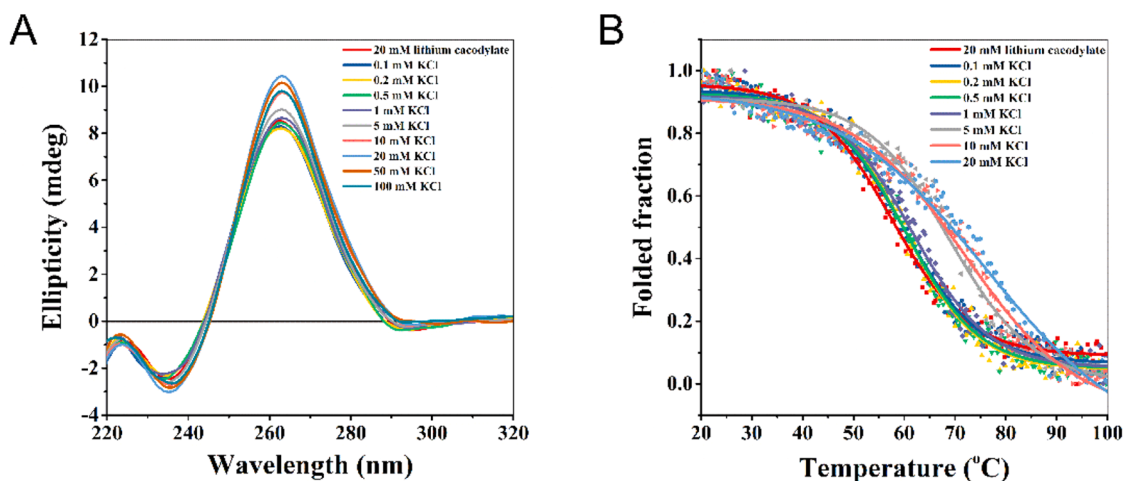 A
Ellipticity (mdeg)
12
10
8
6
4
2
0
−2
−4
220
240
260
280
300
320
Wavelength (nm)
20 mM lithium cacodylate
0.1 mM KCl
0.2 mM KCl
0.5 mM KCl
1 mM KCl
5 mM KCl
10 mM KCl
20 mM KCl
50 mM KCl
100 mM KCl
B
Folded fraction
1.0
0.8
0.6
0.4
0.2
0.0
20
30
40
50
60
70
80
90
100
Temperature (°C)
20 mM lithium cacodylate
0.1 mM KCl
0.2 mM KCl
0.5 mM KCl
1 mM KCl
5 mM KCl
10 mM KCl
20 mM KCl